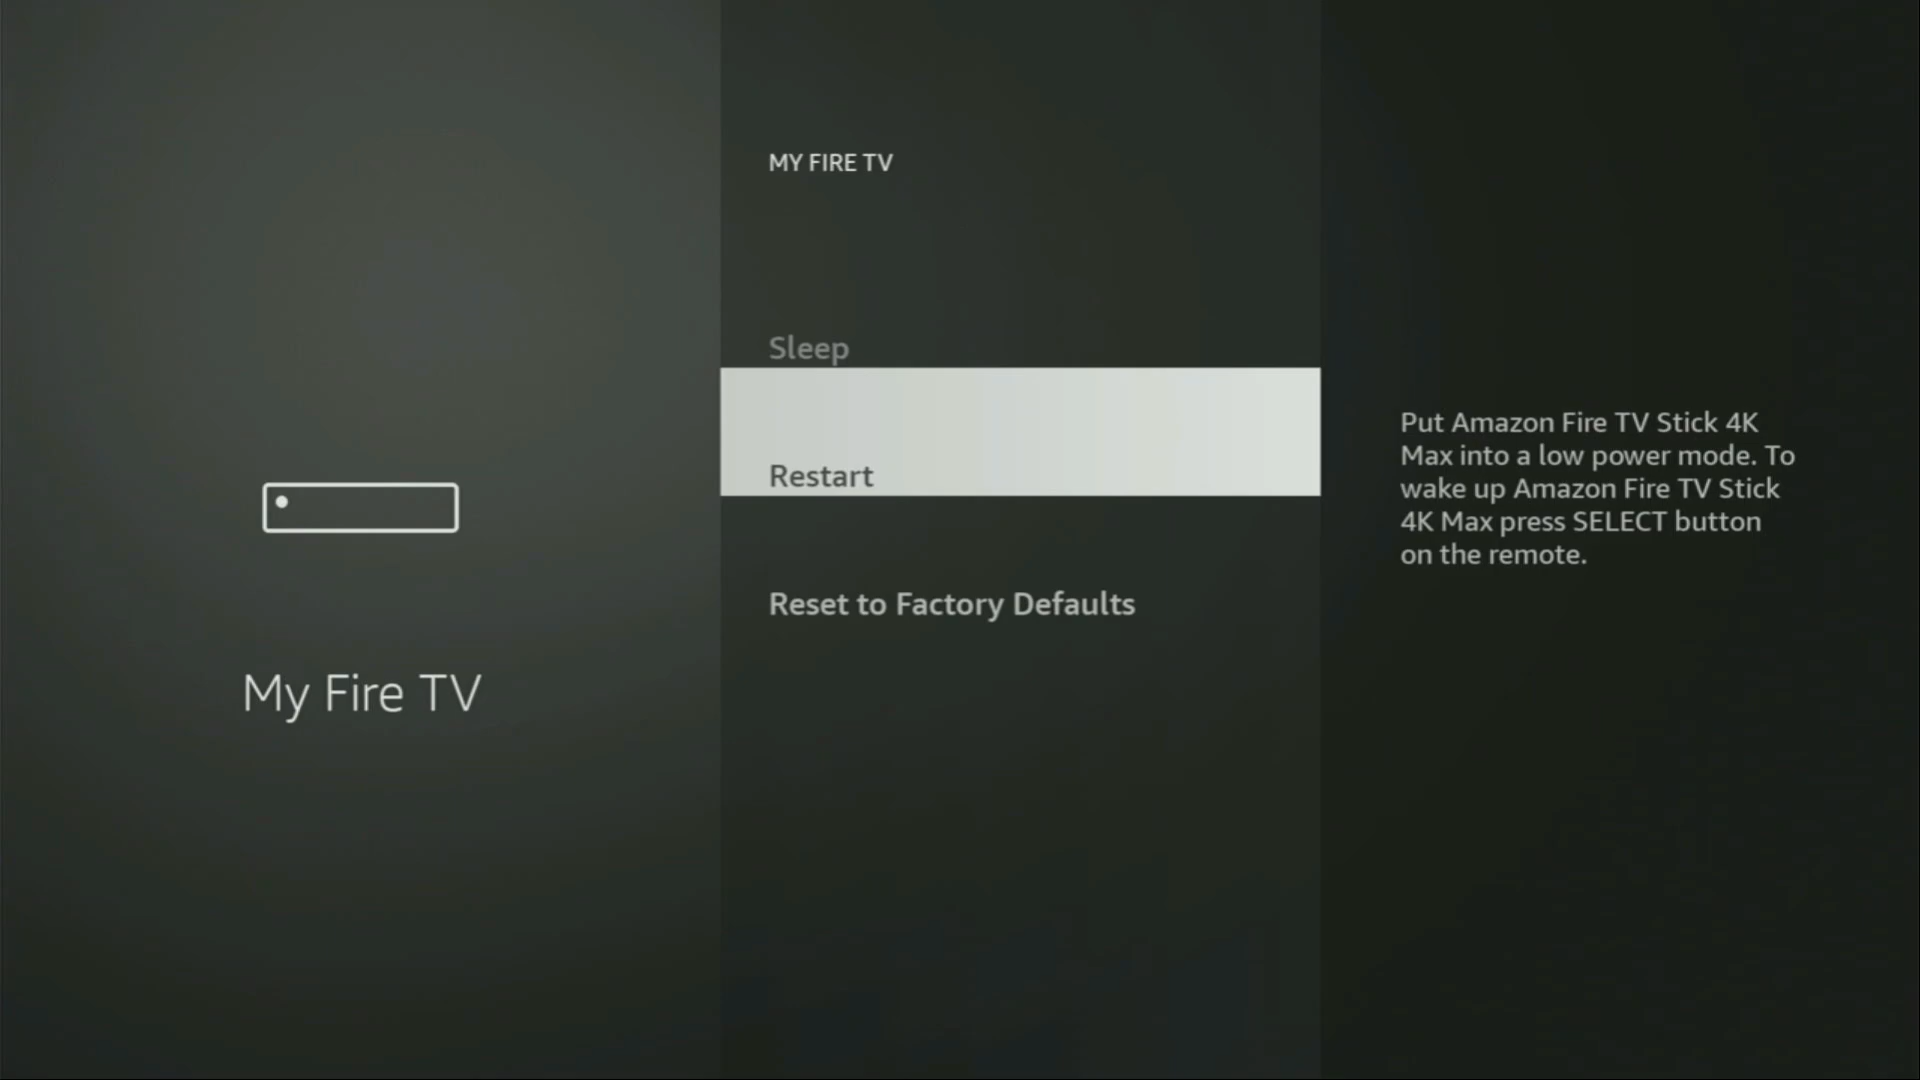 MY FIRE TV
Sleep
Restart
Reset to Factory Defaults
My Fire TV
Put Amazon Fire TV Stick 4K
Max into a low power mode. To
wake up Amazon Fire TV Stick
4K Max press SELECT button
on the remote.